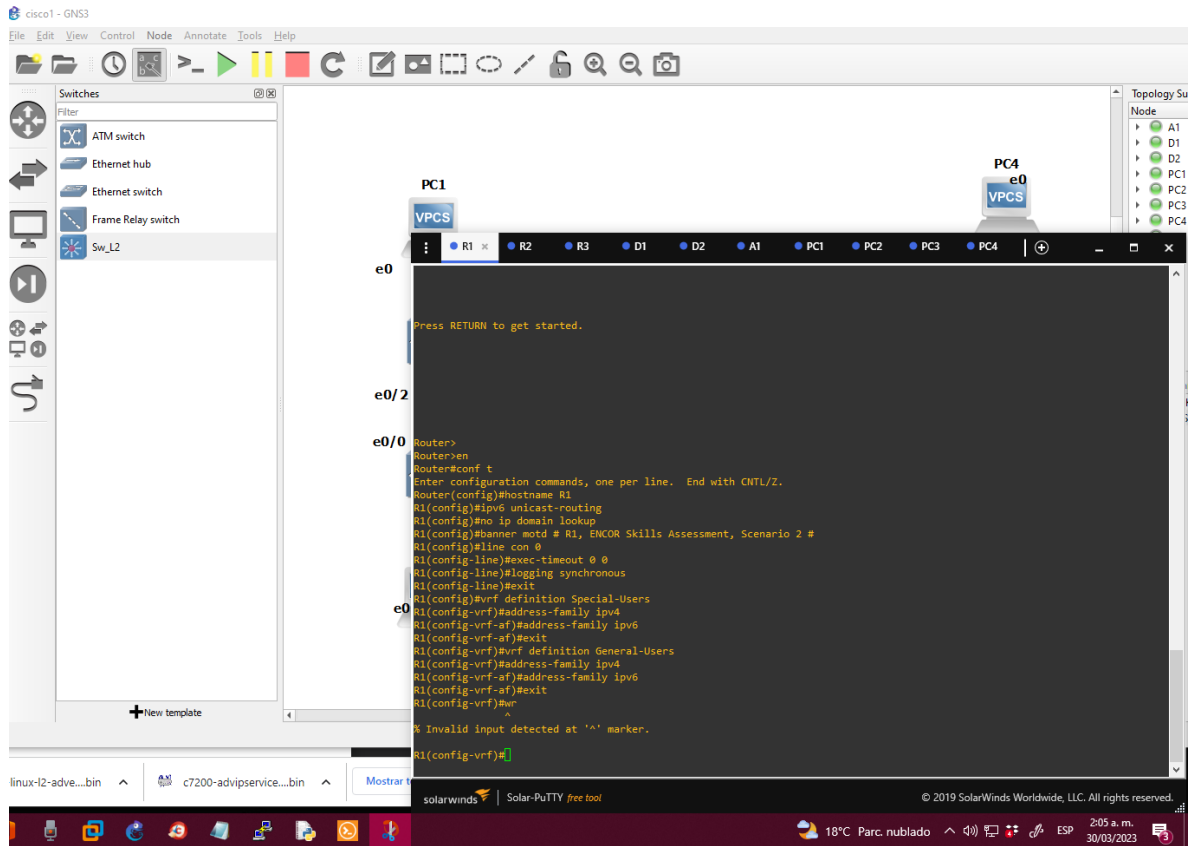 cisco1 - GNS3
File Edit View Control Node Annotate Tools Help
Switches
Filter
ATM switch
Ethernet hub
Ethernet switch
Frame Relay switch
Sw_L2
New template
PC1
VPCS
e0
e0/2
e0/0
e0
PC4
e0
VPCS
Topology Su
Node
A1
D1
D2
PC1
PC2
PC3
PC4
R1 R2 R3 D1 D2 A1 PC1 PC2 PC3 PC4
Press RETURN to get started.
Router>
Router>en
Router#conf t
Enter configuration commands, one per line.  End with CNTL/Z.
Router(config)#hostname R1
R1(config)#ipv6 unicast-routing
R1(config)#no ip domain lookup
R1(config)#banner motd # R1, ENCOR Skills Assessment, Scenario 2 #
R1(config)#line con 0
R1(config-line)#exec-timeout 0 0
R1(config-line)#logging synchronous
R1(config-line)#exit
R1(config)#vrf definition Special-Users
R1(config-vrf)#address-family ipv4
R1(config-vrf-af)#address-family ipv6
R1(config-vrf-af)#exit
R1(config-vrf)#vrf definition General-Users
R1(config-vrf)#address-family ipv4
R1(config-vrf-af)#address-family ipv6
R1(config-vrf-af)#exit
R1(config-vrf)#wr
^
% Invalid input detected at '^' marker.
R1(config-vrf)#
solarwinds Solar-PuTTY free tool © 2019 SolarWinds Worldwide, LLC. All rights reserved.
-linux-l2-adve....bin c7200-advipservice....bin Mostrar t
18°C Parc. nublado ESP 2:05 a. m.
30/03/2023
3